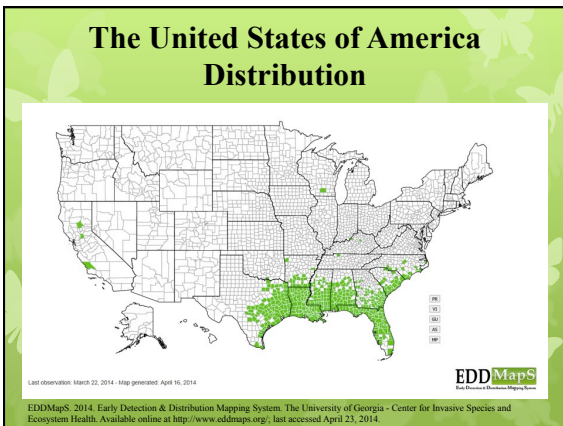 The United States of America
Distribution
PR
VI
GU
AS
MP
Last observation: March 22, 2014 - Map generated: April 16, 2014
EDDMapS
Early Detection & Distribution Mapping System
EDDMapS. 2014. Early Detection & Distribution Mapping System. The University of Georgia - Center for Invasive Species and
Ecosystem Health. Available online at http://www.eddmaps.org/; last accessed April 23, 2014.